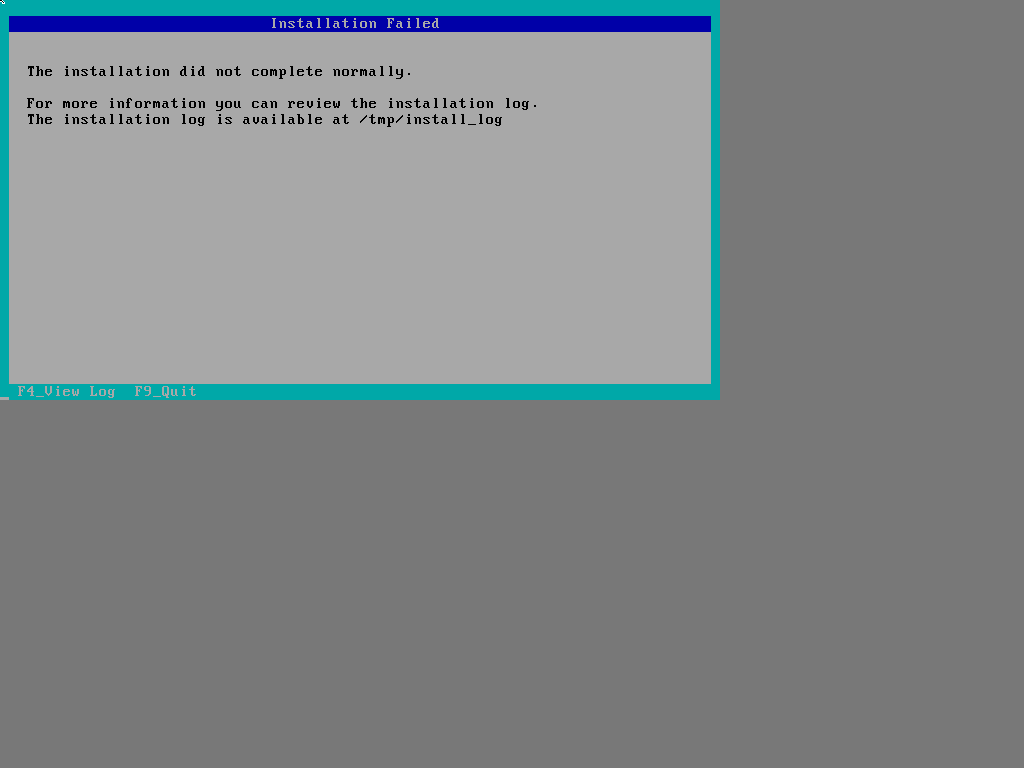 Installation Failed
The installation did not complete normally.
For more information you can review the installation log.
The installation log is available at /tmp/install_log
F4_View Log  F9_Quit